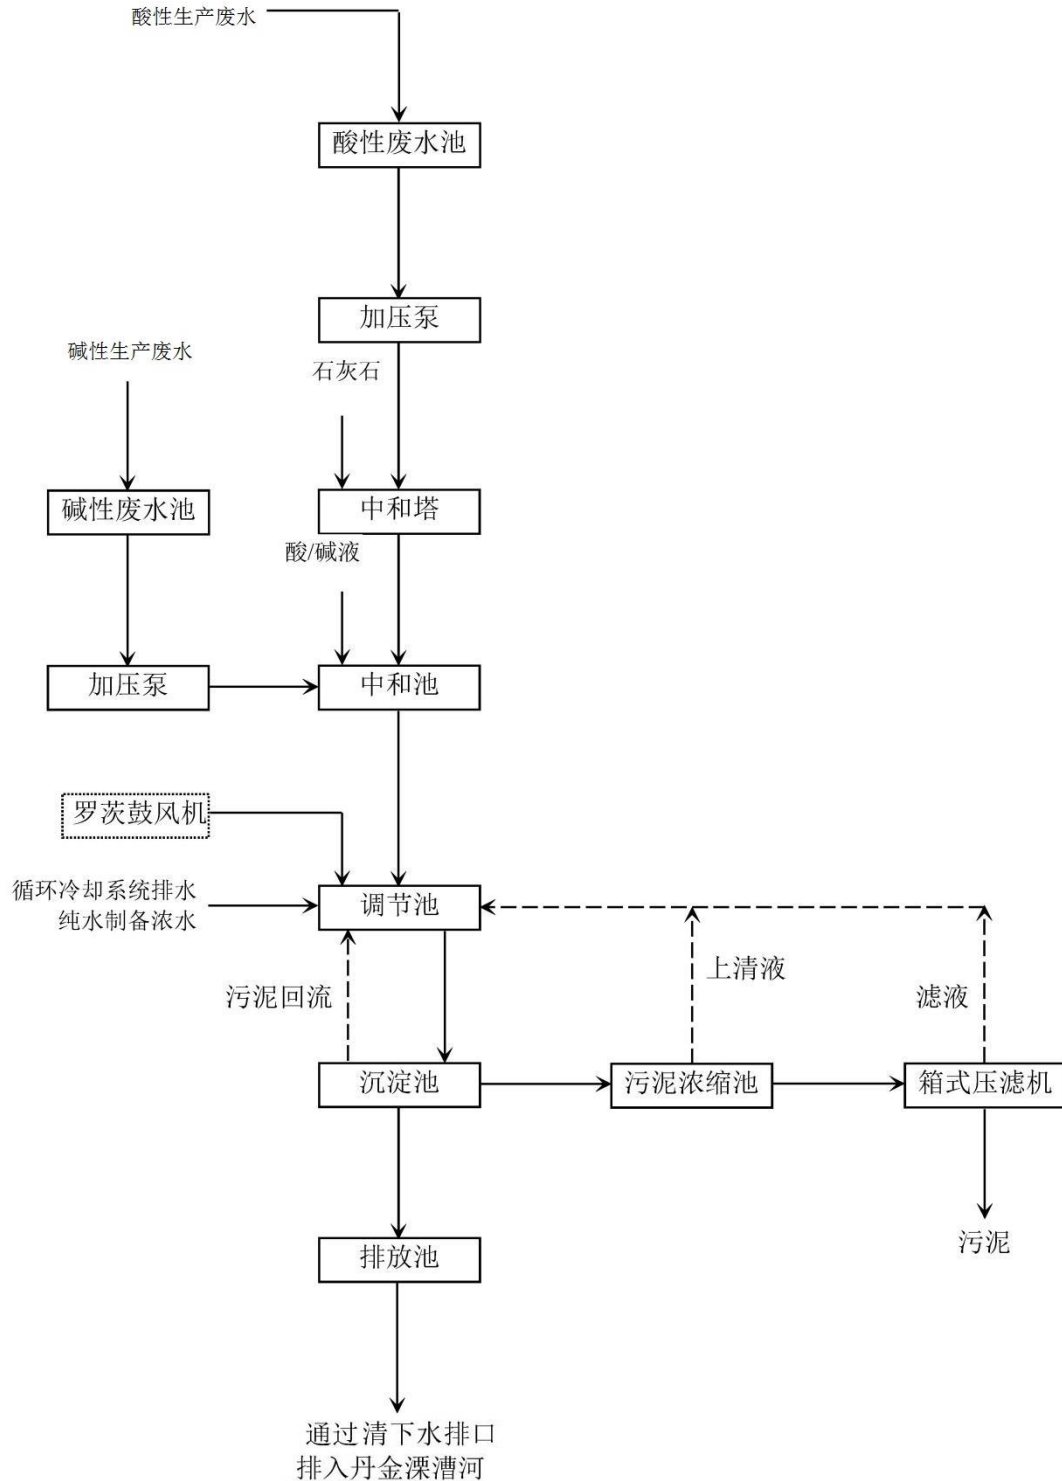 酸性生产废水
酸性废水池
加压泵
碱性生产废水
石灰石
碱性废水池
中和塔
酸/碱液
加压泵
中和池
罗茨鼓风机
循环冷却系统排水
纯水制备浓水
调节池
污泥回流
上清液
滤液
沉淀池
污泥浓缩池
箱式压滤机
污泥
排放池
通过清下水排口
排入丹金溧漕河